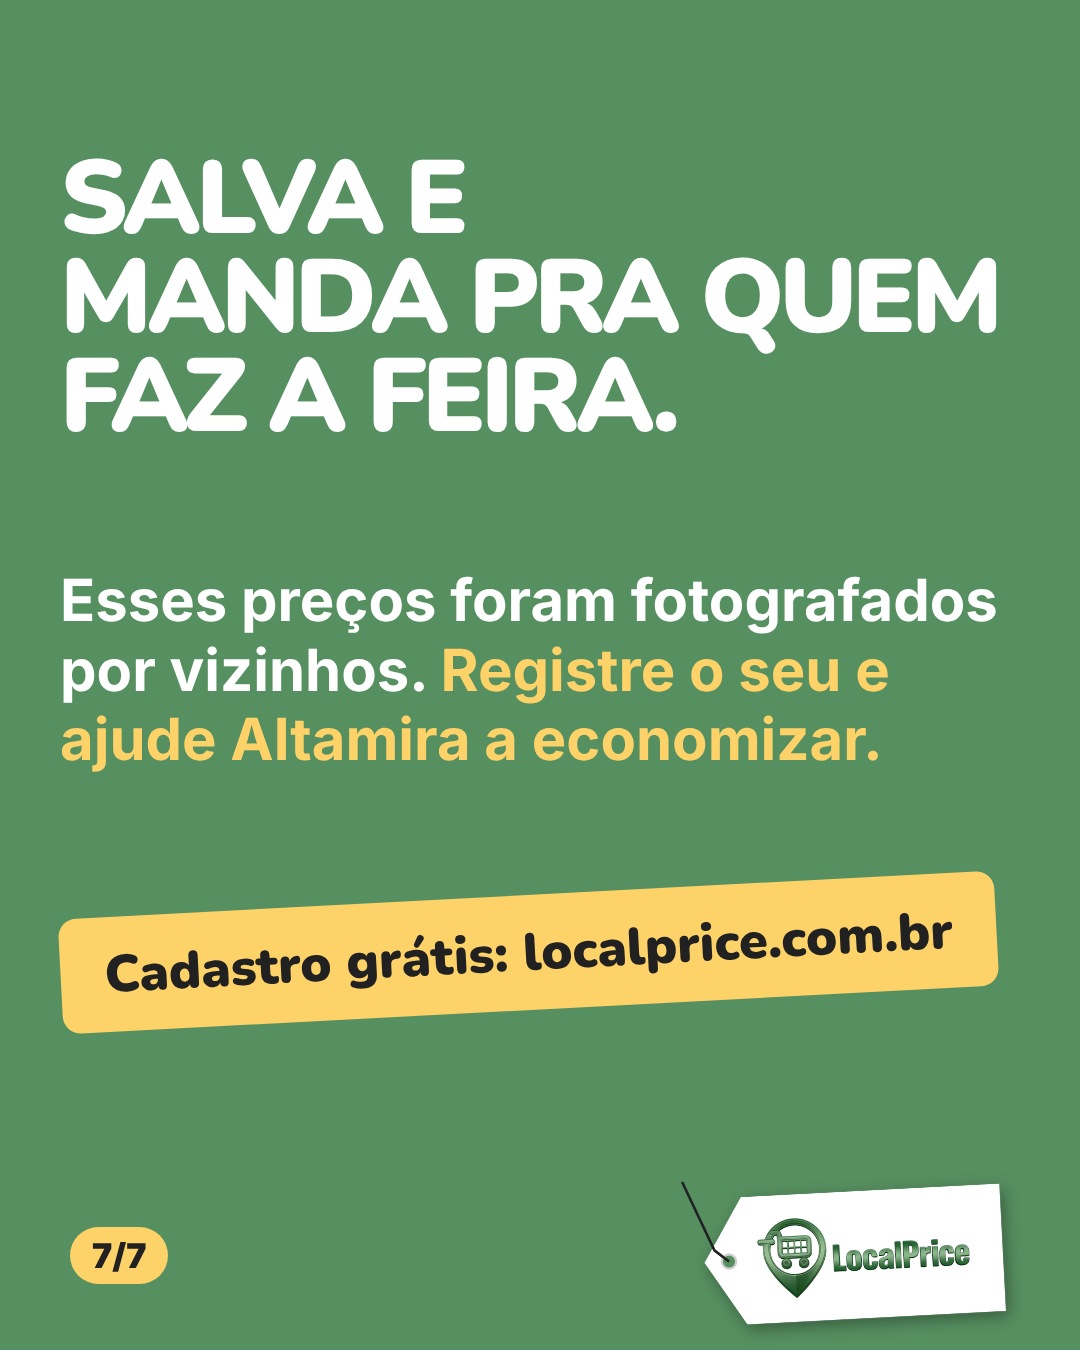 SALVA E
MANDA PRA QUEM
FAZ A FEIRA.
Esses preços foram fotografados
por vizinhos. Registre o seu e
ajude Altamira a economizar.
Cadastro grátis: localprice.com.br
7/7
LocalPrice